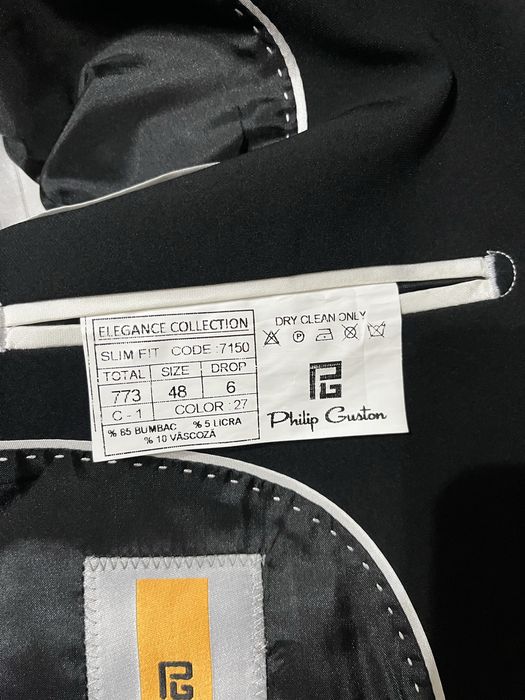 ELEGANCE COLLECTION
SLIM FIT CODE :7150
TOTAL SIZE DROP
773 48 6
C - 1 COLOR : 27
% 85 BUMBAC % 5 LICRA
% 10 VÂSCOZĂ
DRY CLEAN ONLY
P
PG
Philip Guston
PG